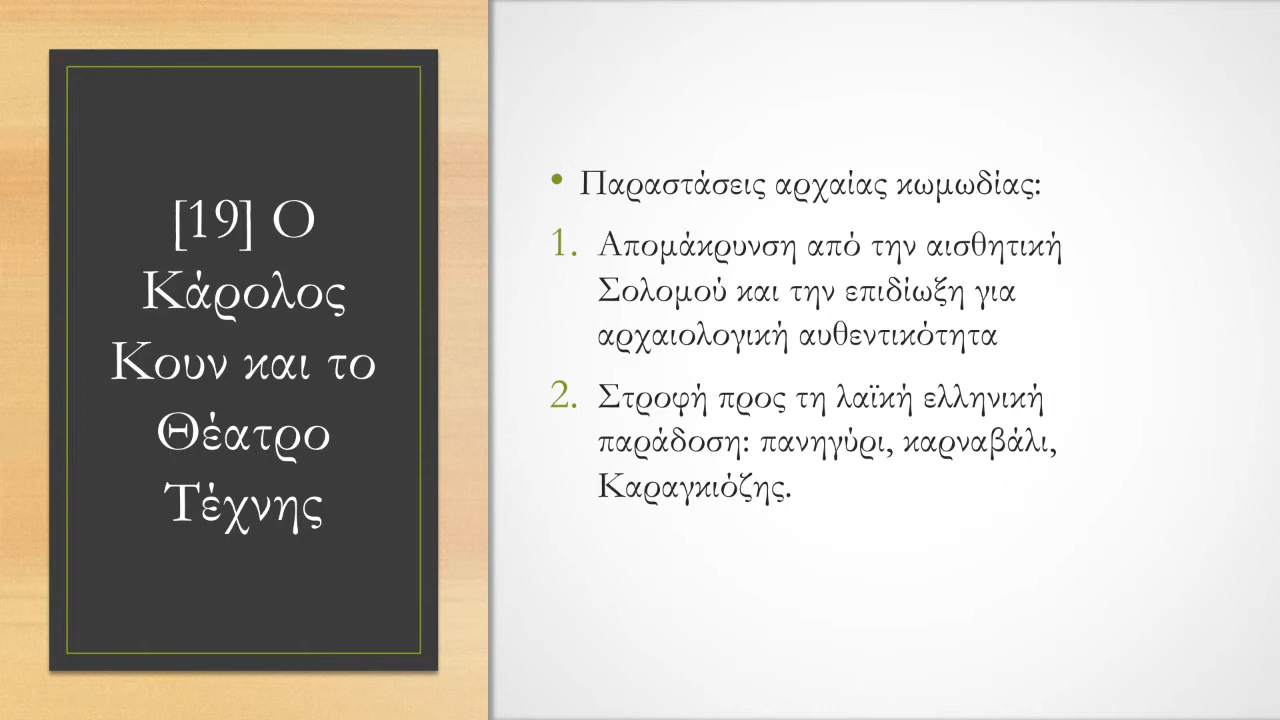 [19] Ο
Κάρολος
Κουν και το
Θέατρο
Τέχνης
• Παραστάσεις αρχαίας κωμωδίας:
1. Απομάκρυνση από την αισθητική
Σολομού και την επιδίωξη για
αρχαιολογική αυθεντικότητα
2. Στροφή προς τη λαϊκή ελληνική
παράδοση: πανηγύρι, καρναβάλι,
Καραγκιόζης.